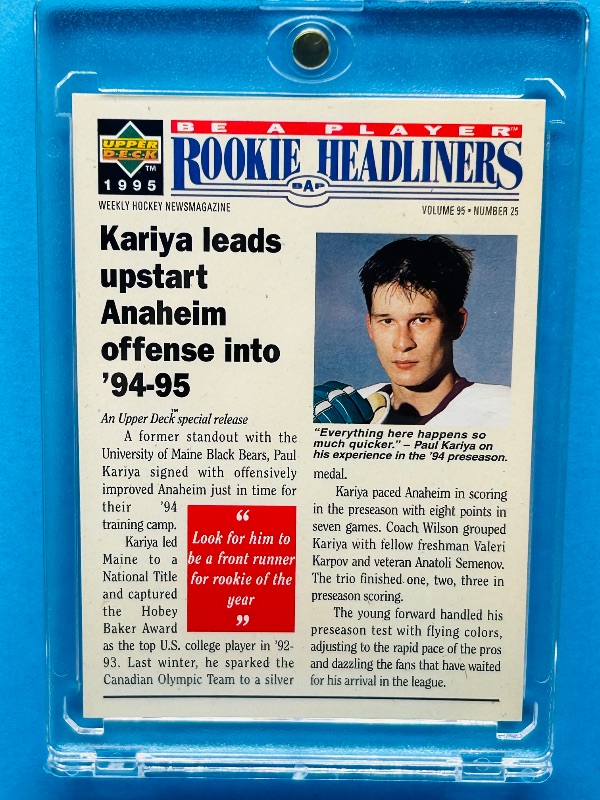 UPPER
DECK
™
1995
BE A PLAYER™
ROOKIE HEADLINERS
BAP
WEEKLY HOCKEY NEWSMAGAZINE
VOLUME 95 • NUMBER 25
Kariya leads
upstart
Anaheim
offense into
’94-95
An Upper Deck™ special release
A former standout with the
University of Maine Black Bears, Paul
Kariya signed with offensively
improved Anaheim just in time for
their ’94
training camp.
Kariya led
Maine to a
National Title
and captured
the Hobey
Baker Award
as the top U.S. college player in ’92-
93. Last winter, he sparked the
Canadian Olympic Team to a silver
“
Look for him to
be a front runner
for rookie of the
year
”
“Everything here happens so
much quicker.” – Paul Kariya on
his experience in the ’94 preseason.
medal.
Kariya paced Anaheim in scoring
in the preseason with eight points in
seven games. Coach Wilson grouped
Kariya with fellow freshman Valeri
Karpov and veteran Anatoli Semenov.
The trio finished one, two, three in
preseason scoring.
The young forward handled his
preseason test with flying colors,
adjusting to the rapid pace of the pros
and dazzling the fans that have waited
for his arrival in the league.